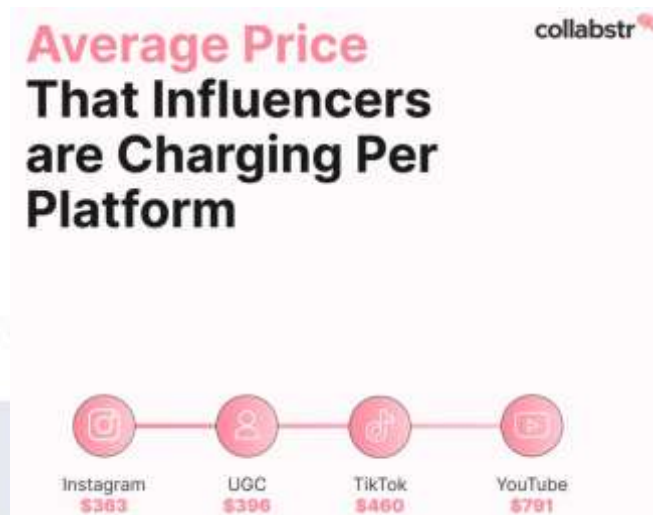 collabstr
Average Price
That Influencers
are Charging Per
Platform
Instagram
UGC
TikTok
YouTube
$363
$396
$460
$791